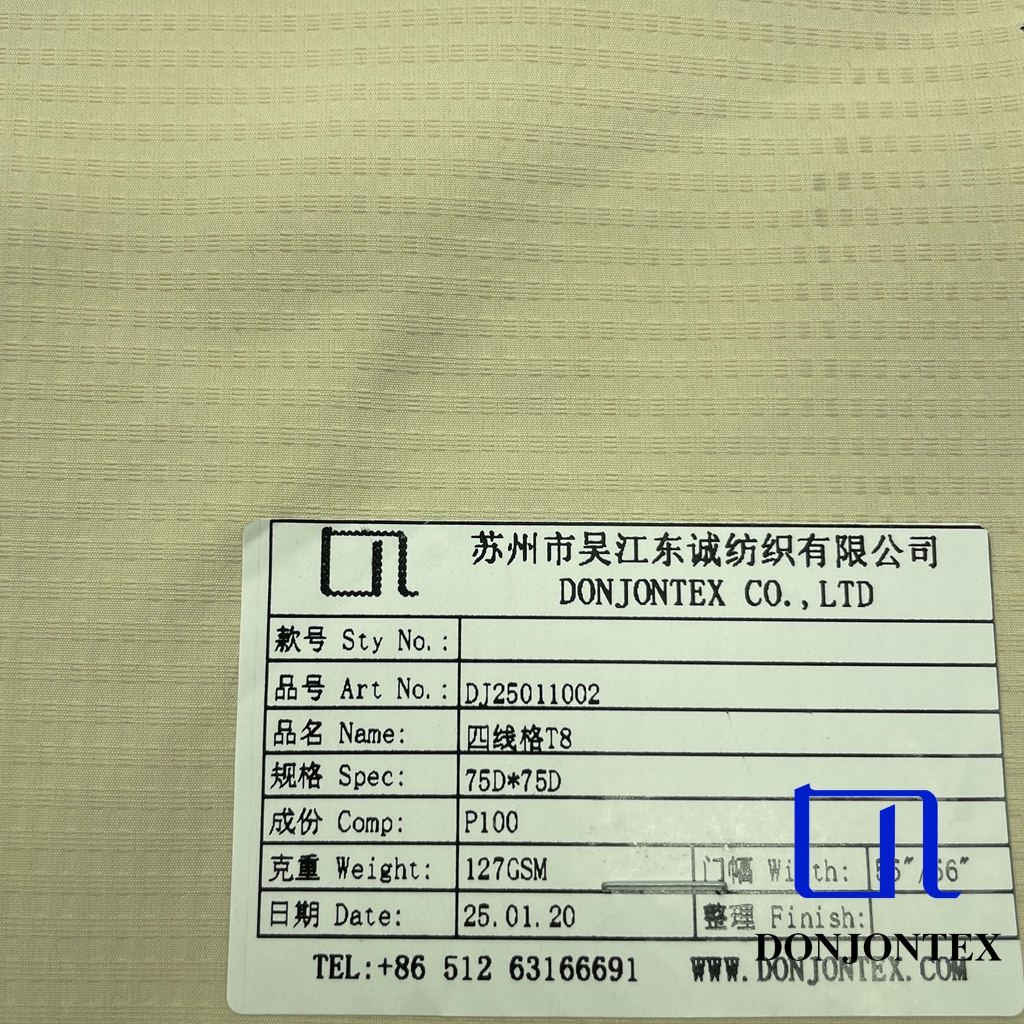 苏州市吴江东诚纺织有限公司
DONJONTEX CO.,LTD
款号 Sty No.:
品号 Art No.: DJ25011002
品名 Name: 四线格T8
规格 Spec: 75D*75D
成份 Comp: P100
克重 Weight: 127GSM 门幅 Width: 55"/56"
日期 Date: 25.01.20 整理 Finish:
TEL:+86 512 63166691 WWW.DONJONTEX.COM
DONJONTEX